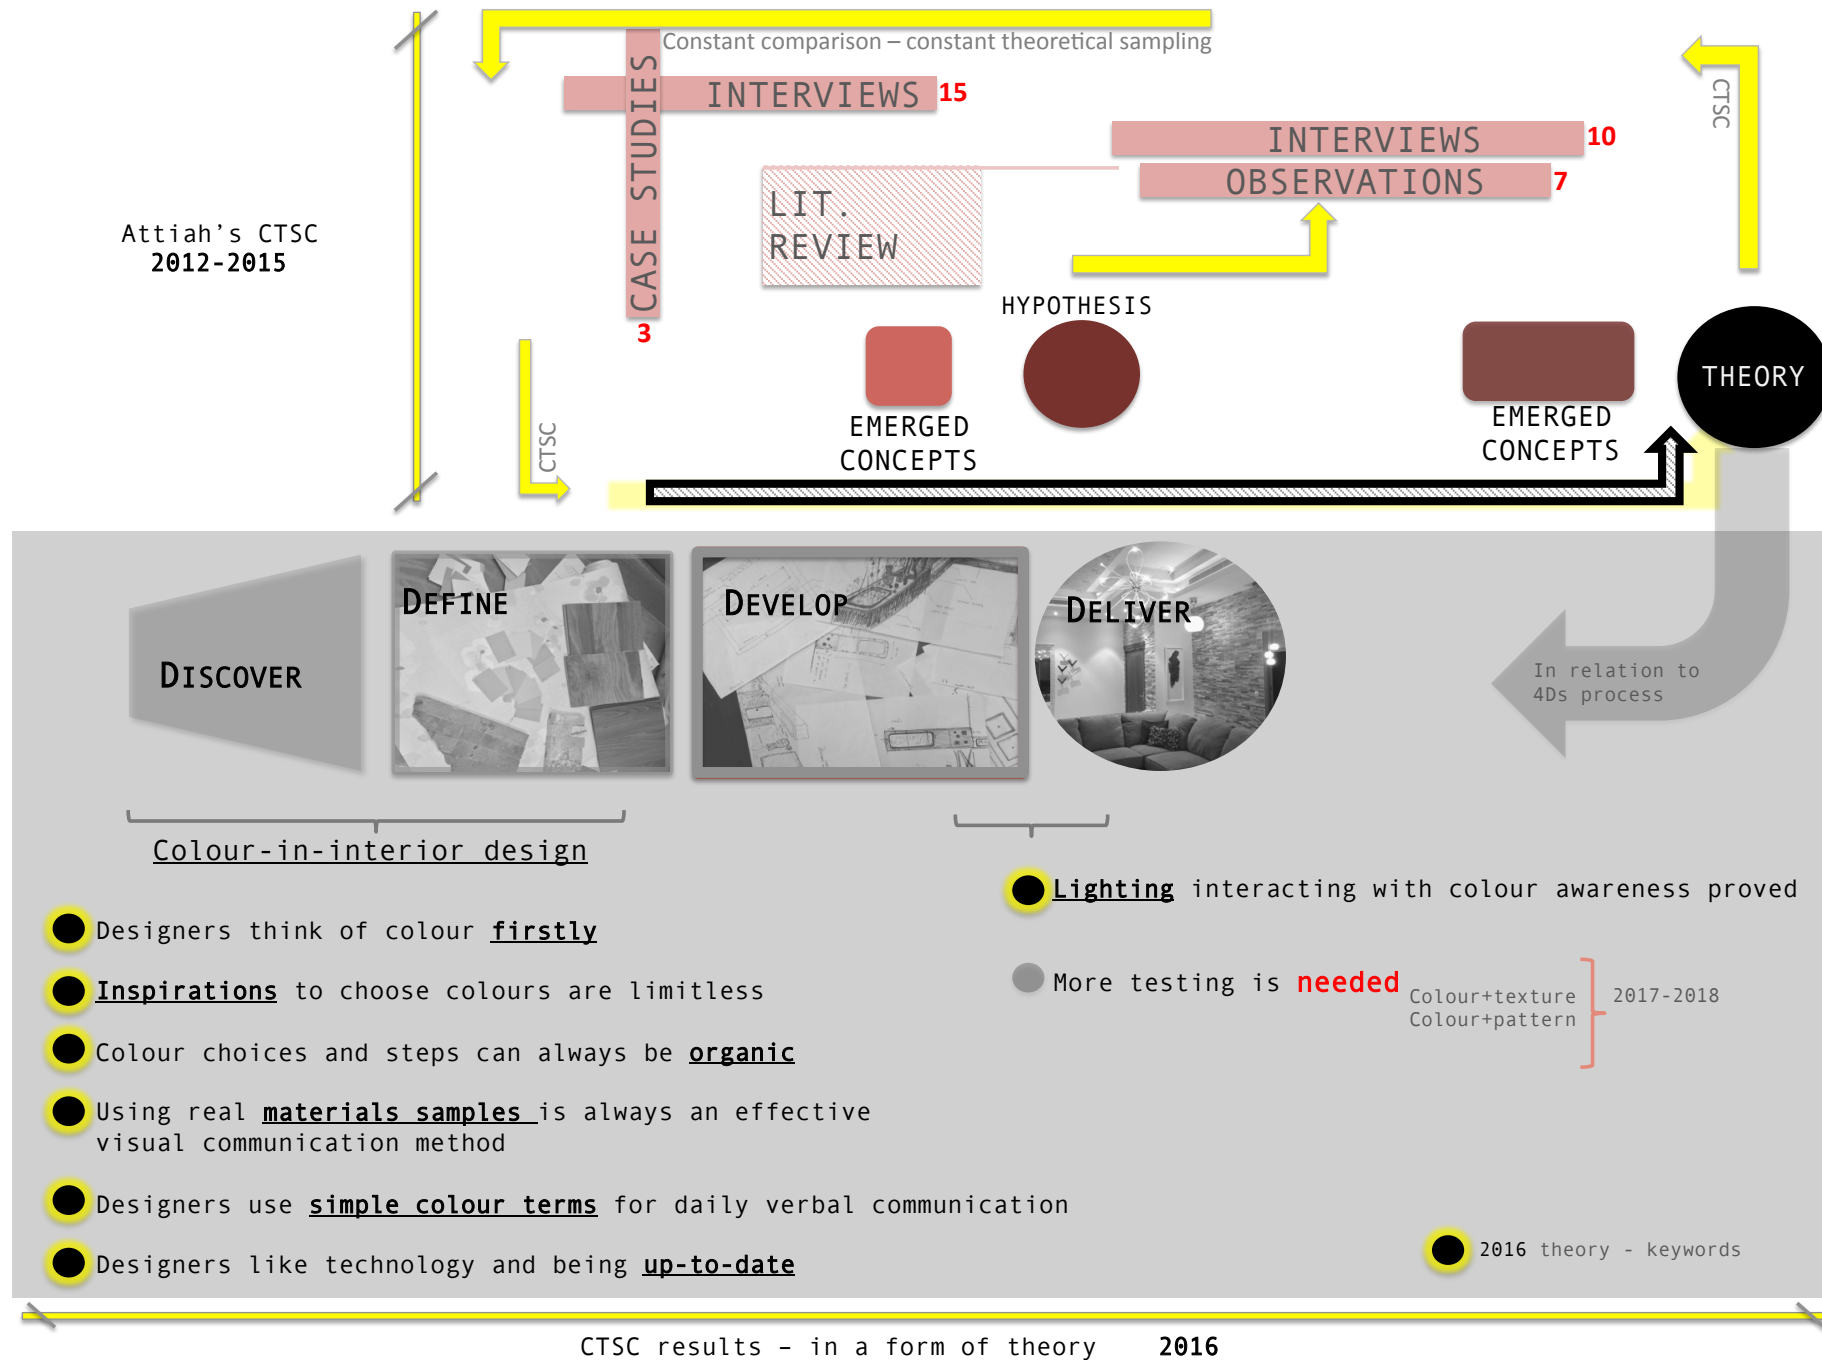 Constant comparison – constant theoretical sampling
CASE STUDIES
3
INTERVIEWS 15
INTERVIEWS 10
OBSERVATIONS 7
CTSC
LIT.
REVIEW
Attiah's CTSC
2012-2015
HYPOTHESIS
EMERGED
CONCEPTS
EMERGED
CONCEPTS
THEORY
CTSC
DISCOVER
DEFINE
DEVELOP
DELIVER
In relation to
4Ds process
Colour-in-interior design
Designers think of colour firstly
Inspirations to choose colours are limitless
Colour choices and steps can always be organic
Using real materials samples is always an effective
visual communication method
Designers use simple colour terms for daily verbal communication
Designers like technology and being up-to-date
Lighting interacting with colour awareness proved
More testing is needed
Colour+texture
Colour+pattern
2017-2018
2016 theory - keywords
CTSC results – in a form of theory 2016